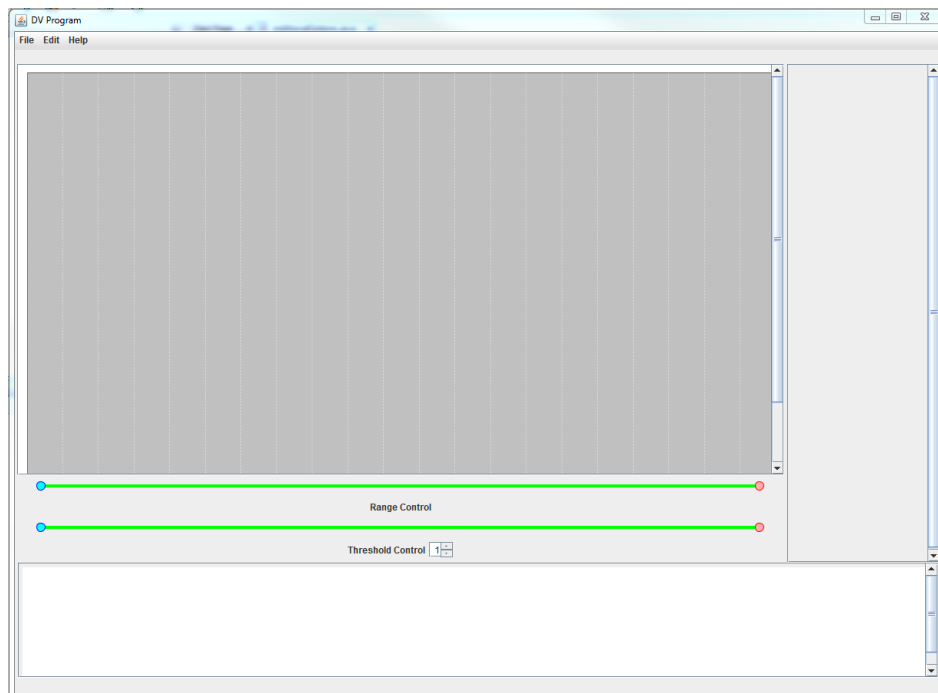 DV Program
File Edit Help
Range Control
Threshold Control 1